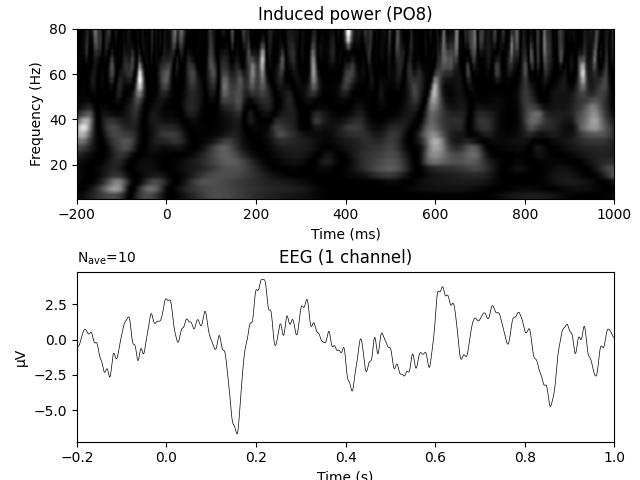 Induced power (PO8)
80
60
40
20
Frequency (Hz)
−200 0 200 400 600 800 1000
Time (ms)
Nave=10
EEG (1 channel)
2.5
0.0
−2.5
−5.0
µV
−0.2 0.0 0.2 0.4 0.6 0.8 1.0
Time (s)